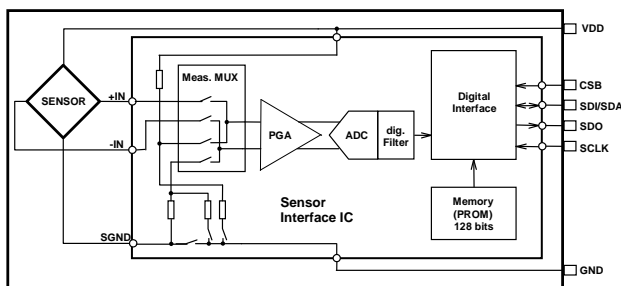 VDD
Meas. MUX
SENSOR
+IN
-IN
PGA
ADC
dig.
Filter
Digital
Interface
CSB
SDI/SDA
SDO
SCLK
Sensor
Interface IC
Memory
(PROM)
128 bits
SGND
GND